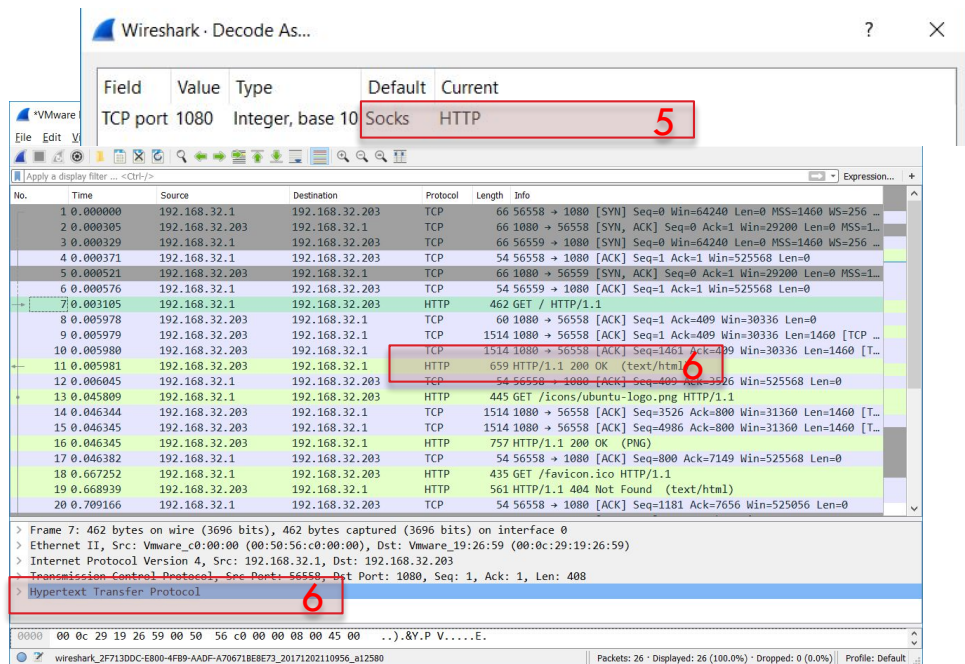 Wireshark · Decode As... ? ×
Field Value Type Default Current
TCP port 1080 Integer, base 10 Socks HTTP 5
*VMware
File Edit
Apply a display filter ... <Ctrl-/> Expression... +
No. Time Source Destination Protocol Length Info
1 0.000000 192.168.32.1 192.168.32.203 TCP 66 56558 → 1080 [SYN] Seq=0 Win=64240 Len=0 MSS=1460 WS=256 …
2 0.000305 192.168.32.203 192.168.32.1 TCP 66 1080 → 56558 [SYN, ACK] Seq=0 Ack=1 Win=29200 Len=0 MSS=1…
3 0.000329 192.168.32.1 192.168.32.203 TCP 66 56559 → 1080 [SYN] Seq=0 Win=64240 Len=0 MSS=1460 WS=256 …
4 0.000371 192.168.32.1 192.168.32.203 TCP 54 56558 → 1080 [ACK] Seq=1 Ack=1 Win=525568 Len=0
5 0.000521 192.168.32.203 192.168.32.1 TCP 66 1080 → 56559 [SYN, ACK] Seq=0 Ack=1 Win=29200 Len=0 MSS=1…
6 0.000576 192.168.32.1 192.168.32.203 TCP 54 56559 → 1080 [ACK] Seq=1 Ack=1 Win=525568 Len=0
7 0.003105 192.168.32.1 192.168.32.203 HTTP 462 GET / HTTP/1.1
8 0.005978 192.168.32.203 192.168.32.1 TCP 60 1080 → 56558 [ACK] Seq=1 Ack=409 Win=30336 Len=0
9 0.005979 192.168.32.203 192.168.32.1 TCP 1514 1080 → 56558 [ACK] Seq=1 Ack=409 Win=30336 Len=1460 [TCP …
10 0.005980 192.168.32.203 192.168.32.1 TCP 1514 1080 → 56558 [ACK] Seq=1461 Ack=409 Win=30336 Len=1460 [T…
11 0.005981 192.168.32.203 192.168.32.1 HTTP 659 HTTP/1.1 200 OK (text/html) 6
12 0.006045 192.168.32.1 192.168.32.203 TCP 54 56558 → 1080 [ACK] Seq=409 Ack=3526 Win=525568 Len=0
13 0.045809 192.168.32.1 192.168.32.203 HTTP 445 GET /icons/ubuntu-logo.png HTTP/1.1
14 0.046344 192.168.32.203 192.168.32.1 TCP 1514 1080 → 56558 [ACK] Seq=3526 Ack=800 Win=31360 Len=1460 [T…
15 0.046345 192.168.32.203 192.168.32.1 TCP 1514 1080 → 56558 [ACK] Seq=4986 Ack=800 Win=31360 Len=1460 [T…
16 0.046345 192.168.32.203 192.168.32.1 HTTP 757 HTTP/1.1 200 OK (PNG)
17 0.046382 192.168.32.1 192.168.32.203 TCP 54 56558 → 1080 [ACK] Seq=800 Ack=7149 Win=525568 Len=0
18 0.667252 192.168.32.1 192.168.32.203 HTTP 435 GET /favicon.ico HTTP/1.1
19 0.668939 192.168.32.203 192.168.32.1 HTTP 561 HTTP/1.1 404 Not Found (text/html)
20 0.709166 192.168.32.1 192.168.32.203 TCP 54 56558 → 1080 [ACK] Seq=1181 Ack=7656 Win=525056 Len=0
> Frame 7: 462 bytes on wire (3696 bits), 462 bytes captured (3696 bits) on interface 0
> Ethernet II, Src: Vmware_c0:00:00 (00:50:56:c0:00:00), Dst: Vmware_19:26:59 (00:0c:29:19:26:59)
> Internet Protocol Version 4, Src: 192.168.32.1, Dst: 192.168.32.203
> Transmission Control Protocol, Src Port: 56558, Dst Port: 1080, Seq: 1, Ack: 1, Len: 408
> Hypertext Transfer Protocol 6
0000 00 0c 29 19 26 59 00 50 56 c0 00 00 08 00 45 00 ..).&Y.P V.....E.
wireshark_2F713DDC-E800-4FB9-AADF-A70671BE8E73_20171202110956_a12580 Packets: 26 · Displayed: 26 (100.0%) · Dropped: 0 (0.0%) Profile: Default